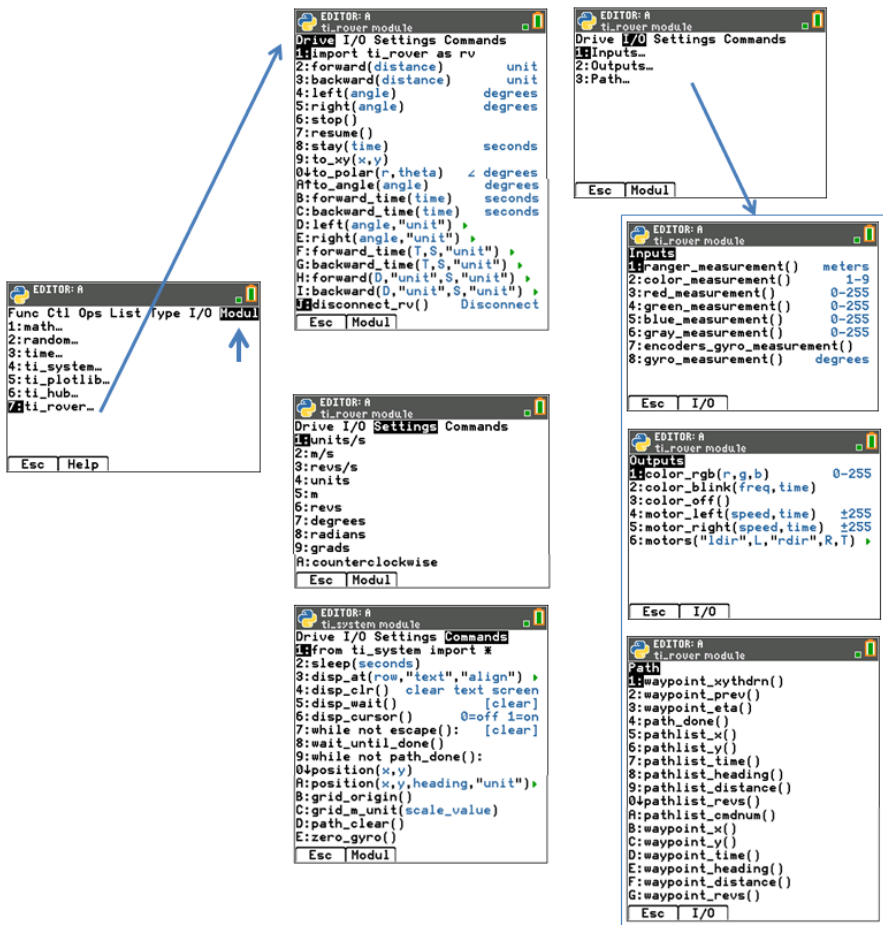 EDITOR: A
Func Ctl Ops List Type I/O Modul
1:math…
2:random…
3:time…
4:ti_system…
5:ti_plotlib…
6:ti_hub…
7:ti_rover…
Esc Help
EDITOR: A
ti_rover module
Drive I/O Settings Commands
1:import ti_rover as rv
2:forward(distance) unit
3:backward(distance) unit
4:left(angle) degrees
5:right(angle) degrees
6:stop()
7:resume()
8:stay(time) seconds
9:to_xy(x,y)
0↓to_polar(r,theta) ∠ degrees
A↑to_angle(angle) degrees
B:forward_time(time) seconds
C:backward_time(time) seconds
D:left(angle,"unit") ▸
E:right(angle,"unit") ▸
F:forward_time(T,S,"unit") ▸
G:backward_time(T,S,"unit") ▸
H:forward(D,"unit",S,"unit") ▸
I:backward(D,"unit",S,"unit") ▸
J:disconnect_rv() Disconnect
Esc Modul
EDITOR: A
ti_rover module
Drive I/O Settings Commands
1:units/s
2:m/s
3:revs/s
4:units
5:m
6:revs
7:degrees
8:radians
9:grads
A:counterclockwise
Esc Modul
EDITOR: A
ti_system module
Drive I/O Settings Commands
1:from ti_system import *
2:sleep(seconds)
3:disp_at(row,"text","align") ▸
4:disp_clr() clear text screen
5:disp_wait() [clear]
6:disp_cursor() 0=off 1=on
7:while not escape(): [clear]
8:wait_until_done()
9:while not path_done():
0↓position(x,y)
A:position(x,y,heading,"unit")▸
B:grid_origin()
C:grid_m_unit(scale_value)
D:path_clear()
E:zero_gyro()
Esc Modul
EDITOR: A
ti_rover module
Drive I/O Settings Commands
1:Inputs…
2:Outputs…
3:Path…
Esc Modul
EDITOR: A
ti_rover module
Inputs
1:ranger_measurement() meters
2:color_measurement() 1-9
3:red_measurement() 0-255
4:green_measurement() 0-255
5:blue_measurement() 0-255
6:gray_measurement() 0-255
7:encoders_gyro_measurement()
8:gyro_measurement() degrees
Esc I/O
EDITOR: A
ti_rover module
Outputs
1:color_rgb(r,g,b) 0-255
2:color_blink(freq,time)
3:color_off()
4:motor_left(speed,time) ±255
5:motor_right(speed,time) ±255
6:motors("ldir",L,"rdir",R,T) ▸
Esc I/O
EDITOR: A
ti_rover module
Path
1:waypoint_xythdrn()
2:waypoint_prev()
3:waypoint_eta()
4:path_done()
5:pathlist_x()
6:pathlist_y()
7:pathlist_time()
8:pathlist_heading()
9:pathlist_distance()
0↓pathlist_revs()
A:pathlist_cmdnum()
B:waypoint_x()
C:waypoint_y()
D:waypoint_time()
E:waypoint_heading()
F:waypoint_distance()
G:waypoint_revs()
Esc I/O